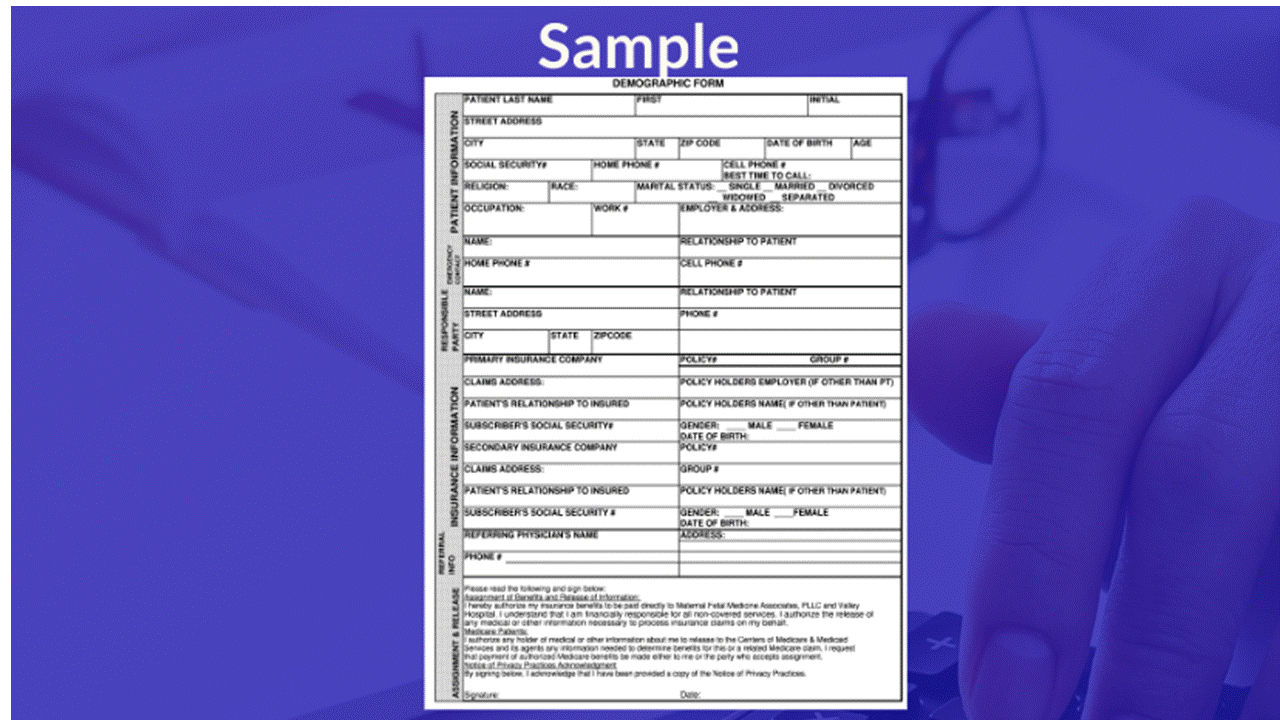 Sample
DEMOGRAPHIC FORM
PATIENT INFORMATION
PATIENT LAST NAME FIRST INITIAL
STREET ADDRESS
CITY STATE ZIP CODE DATE OF BIRTH AGE
SOCIAL SECURITY# HOME PHONE # CELL PHONE #
BEST TIME TO CALL:
RELIGION: RACE: MARITAL STATUS: __ SINGLE __ MARRIED __ DIVORCED
__ WIDOWED __ SEPARATED
OCCUPATION: WORK # EMPLOYER & ADDRESS:
EMERGENCY
CONTACT
NAME: RELATIONSHIP TO PATIENT
HOME PHONE # CELL PHONE #
RESPONSIBLE
PARTY
NAME: RELATIONSHIP TO PATIENT
STREET ADDRESS PHONE #
CITY STATE ZIPCODE
INSURANCE INFORMATION
PRIMARY INSURANCE COMPANY POLICY# GROUP #
CLAIMS ADDRESS: POLICY HOLDERS EMPLOYER (IF OTHER THAN PT)
PATIENT'S RELATIONSHIP TO INSURED POLICY HOLDERS NAME( IF OTHER THAN PATIENT)
SUBSCRIBER'S SOCIAL SECURITY# GENDER: ____ MALE ____ FEMALE
DATE OF BIRTH:
SECONDARY INSURANCE COMPANY POLICY#
CLAIMS ADDRESS: GROUP #
PATIENT'S RELATIONSHIP TO INSURED POLICY HOLDERS NAME( IF OTHER THAN PATIENT)
SUBSCRIBER'S SOCIAL SECURITY # GENDER: ____ MALE ____FEMALE
DATE OF BIRTH:
REFERRAL
INFO
REFERRING PHYSICIAN'S NAME ADDRESS:
PHONE #
ASSIGNMENT & RELEASE
Please read the following and sign below:
Assignment of Benefits and Release of Information:
I hereby authorize my insurance benefits to be paid directly to Maternal Fetal Medicine Associates, PLLC and Valley
Hospital. I understand that I am financially responsible for all non-covered services. I authorize the release of
any medical or other information necessary to process insurance claims on my behalf.
Medicare Patients:
I authorize any holder of medical or other information about me to release to the Centers of Medicare & Medicaid
Services and its agents any information needed to determine benefits for this or a related Medicare claim. I request
that payment of authorized Medicare benefits be made either to me or the party who accepts assignment.
Notice of Privacy Practices Acknowledgment
By signing below, I acknowledge that I have been provided a copy of the Notice of Privacy Practices.
Signature: Date: